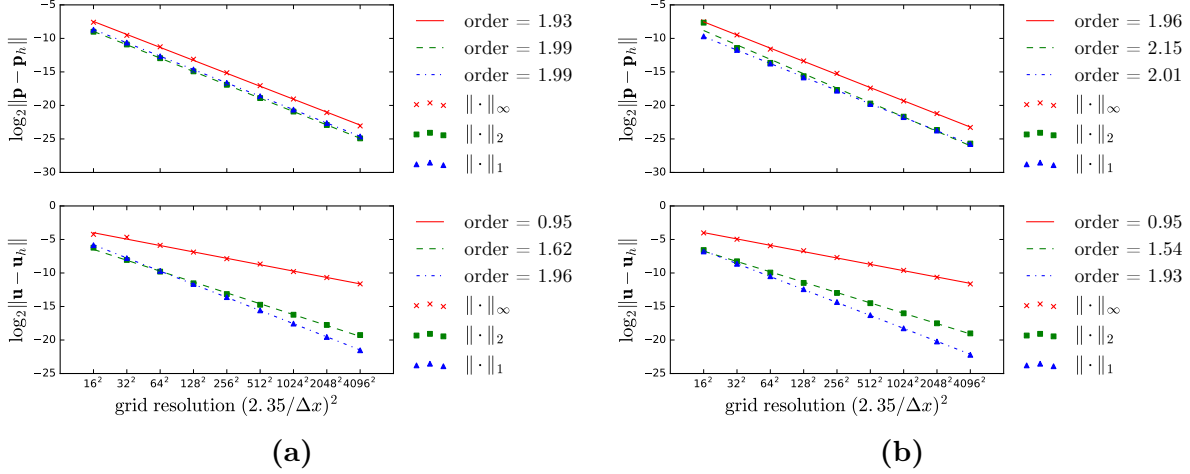 −5
−10
−15
−20
−25
−30
log₂‖p − pₕ‖
order = 1.93
order = 1.99
order = 1.99
‖·‖∞
‖·‖₂
‖·‖₁
0
−5
−10
−15
−20
−25
log₂‖u − uₕ‖
16² 32² 64² 128² 256² 512² 1024² 2048² 4096²
grid resolution (2.35/Δx)²
order = 0.95
order = 1.62
order = 1.96
‖·‖∞
‖·‖₂
‖·‖₁
(a)
−5
−10
−15
−20
−25
−30
log₂‖p − pₕ‖
order = 1.96
order = 2.15
order = 2.01
‖·‖∞
‖·‖₂
‖·‖₁
0
−5
−10
−15
−20
−25
log₂‖u − uₕ‖
16² 32² 64² 128² 256² 512² 1024² 2048² 4096²
grid resolution (2.35/Δx)²
order = 0.95
order = 1.54
order = 1.93
‖·‖∞
‖·‖₂
‖·‖₁
(b)